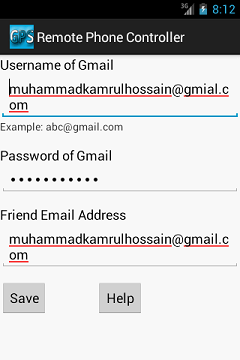 3G 8:12
GPS Remote Phone Controller
Username of Gmail
muhammadkamrulhossain@gmial.c
om
Example: abc@gmail.com
Password of Gmail
•••••••••••
Friend Email Address
muhammadkamrulhossain@gmial.c
om
Save Help